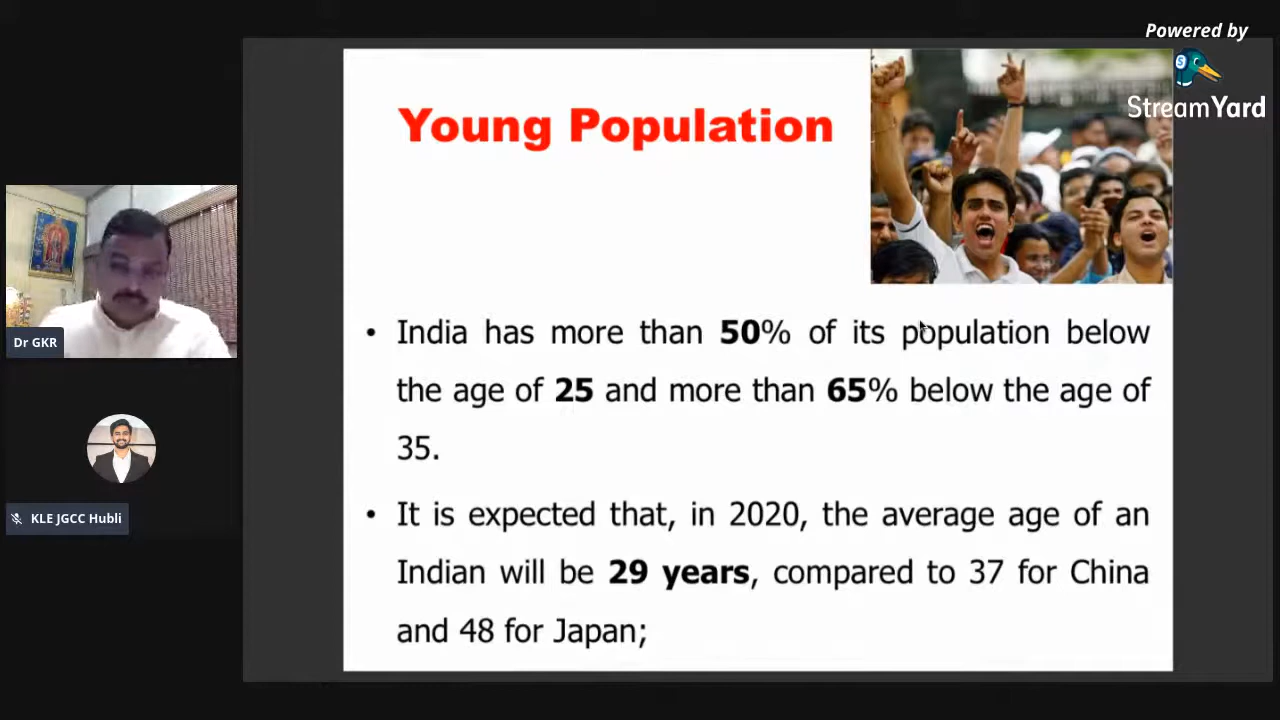 Powered by
StreamYard
Young Population
• India has more than 50% of its population below
the age of 25 and more than 65% below the age of
35.
• It is expected that, in 2020, the average age of an
Indian will be 29 years, compared to 37 for China
and 48 for Japan;
Dr GKR
KLE JGCC Hubli